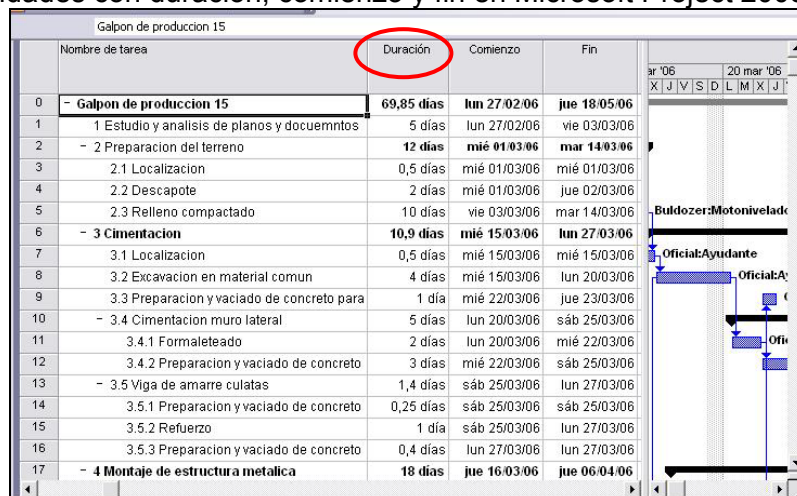 idades con duración, comienzo y fin en Microsoft Project 200
Galpon de produccion 15
Nombre de tarea Duración Comienzo Fin
ar '06 20 mar '06
X J V S D L M X J
0 - Galpon de produccion 15 69,85 días lun 27/02/06 jue 18/05/06
1 1 Estudio y analisis de planos y docuemntos 5 días lun 27/02/06 vie 03/03/06
2 - 2 Preparacion del terreno 12 días mié 01/03/06 mar 14/03/06
3 2.1 Localizacion 0,5 días mié 01/03/06 mié 01/03/06
4 2.2 Descapote 2 días mié 01/03/06 jue 02/03/06
5 2.3 Relleno compactado 10 días vie 03/03/06 mar 14/03/06 Buldozer:Motonivelado
6 - 3 Cimentacion 10,9 días mié 15/03/06 lun 27/03/06
7 3.1 Localizacion 0,5 días mié 15/03/06 mié 15/03/06 Oficial:Ayudante
8 3.2 Excavacion en material comun 4 días mié 15/03/06 lun 20/03/06 Oficial:Ay
9 3.3 Preparacion y vaciado de concreto para 1 día mié 22/03/06 jue 23/03/06
10 - 3.4 Cimentacion muro lateral 5 días lun 20/03/06 sáb 25/03/06
11 3.4.1 Formaleteado 2 días lun 20/03/06 mié 22/03/06 Ofic
12 3.4.2 Preparacion y vaciado de concreto 3 días mié 22/03/06 sáb 25/03/06
13 - 3.5 Viga de amarre culatas 1,4 días sáb 25/03/06 lun 27/03/06
14 3.5.1 Preparacion y vaciado de concreto 0,25 días sáb 25/03/06 sáb 25/03/06
15 3.5.2 Refuerzo 1 día sáb 25/03/06 lun 27/03/06
16 3.5.3 Preparacion y vaciado de concreto 0,4 días lun 27/03/06 lun 27/03/06
17 - 4 Montaje de estructura metalica 18 días jue 16/03/06 jue 06/04/06